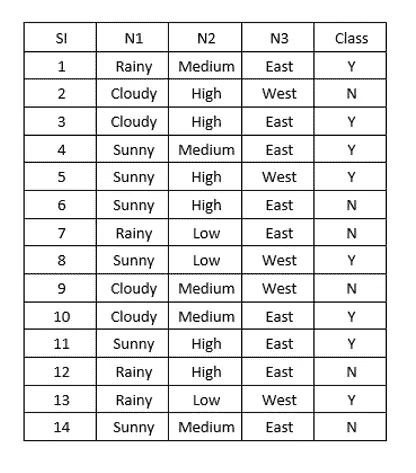 SI N1 N2 N3 Class
1 Rainy Medium East Y
2 Cloudy High West N
3 Cloudy High East Y
4 Sunny Medium East Y
5 Sunny High West Y
6 Sunny High East N
7 Rainy Low East N
8 Sunny Low West Y
9 Cloudy Medium West N
10 Cloudy Medium East Y
11 Sunny High East Y
12 Rainy High East N
13 Rainy Low West Y
14 Sunny Medium East N